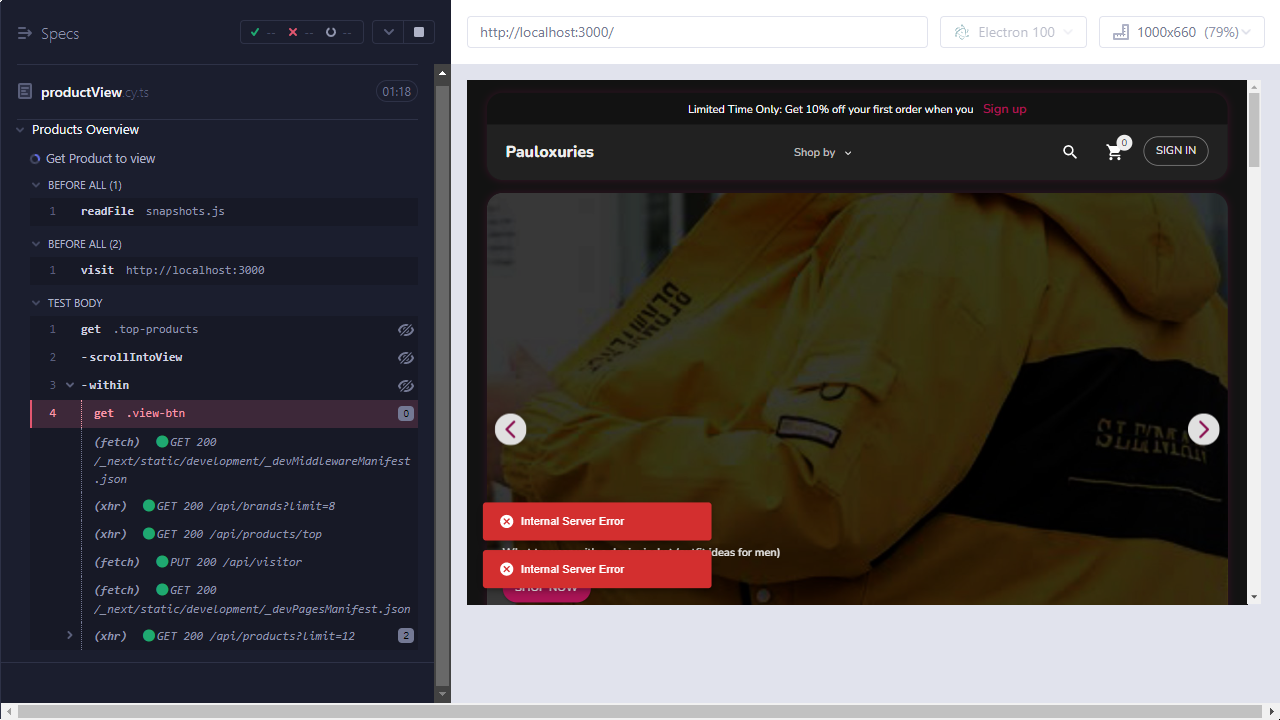 Specs
-- -- --
http://localhost:3000/
Electron 100
1000x660 (79%)
productView.cy.ts
01:18
Products Overview
Get Product to view
BEFORE ALL (1)
1 readFile snapshots.js
BEFORE ALL (2)
1 visit http://localhost:3000
TEST BODY
1 get .top-products
2 -scrollIntoView
3 -within
4 get .view-btn 0
(fetch) GET 200
/_next/static/development/_devMiddlewareManifest
.json
(xhr) GET 200 /api/brands?limit=8
(xhr) GET 200 /api/products/top
(fetch) PUT 200 /api/visitor
(fetch) GET 200
/_next/static/development/_devPagesManifest.json
(xhr) GET 200 /api/products?limit=12 2
Limited Time Only: Get 10% off your first order when you Sign up
Pauloxuries
Shop by
0
SIGN IN
Internal Server Error
ideas for men)
Internal Server Error
SHOP NOW